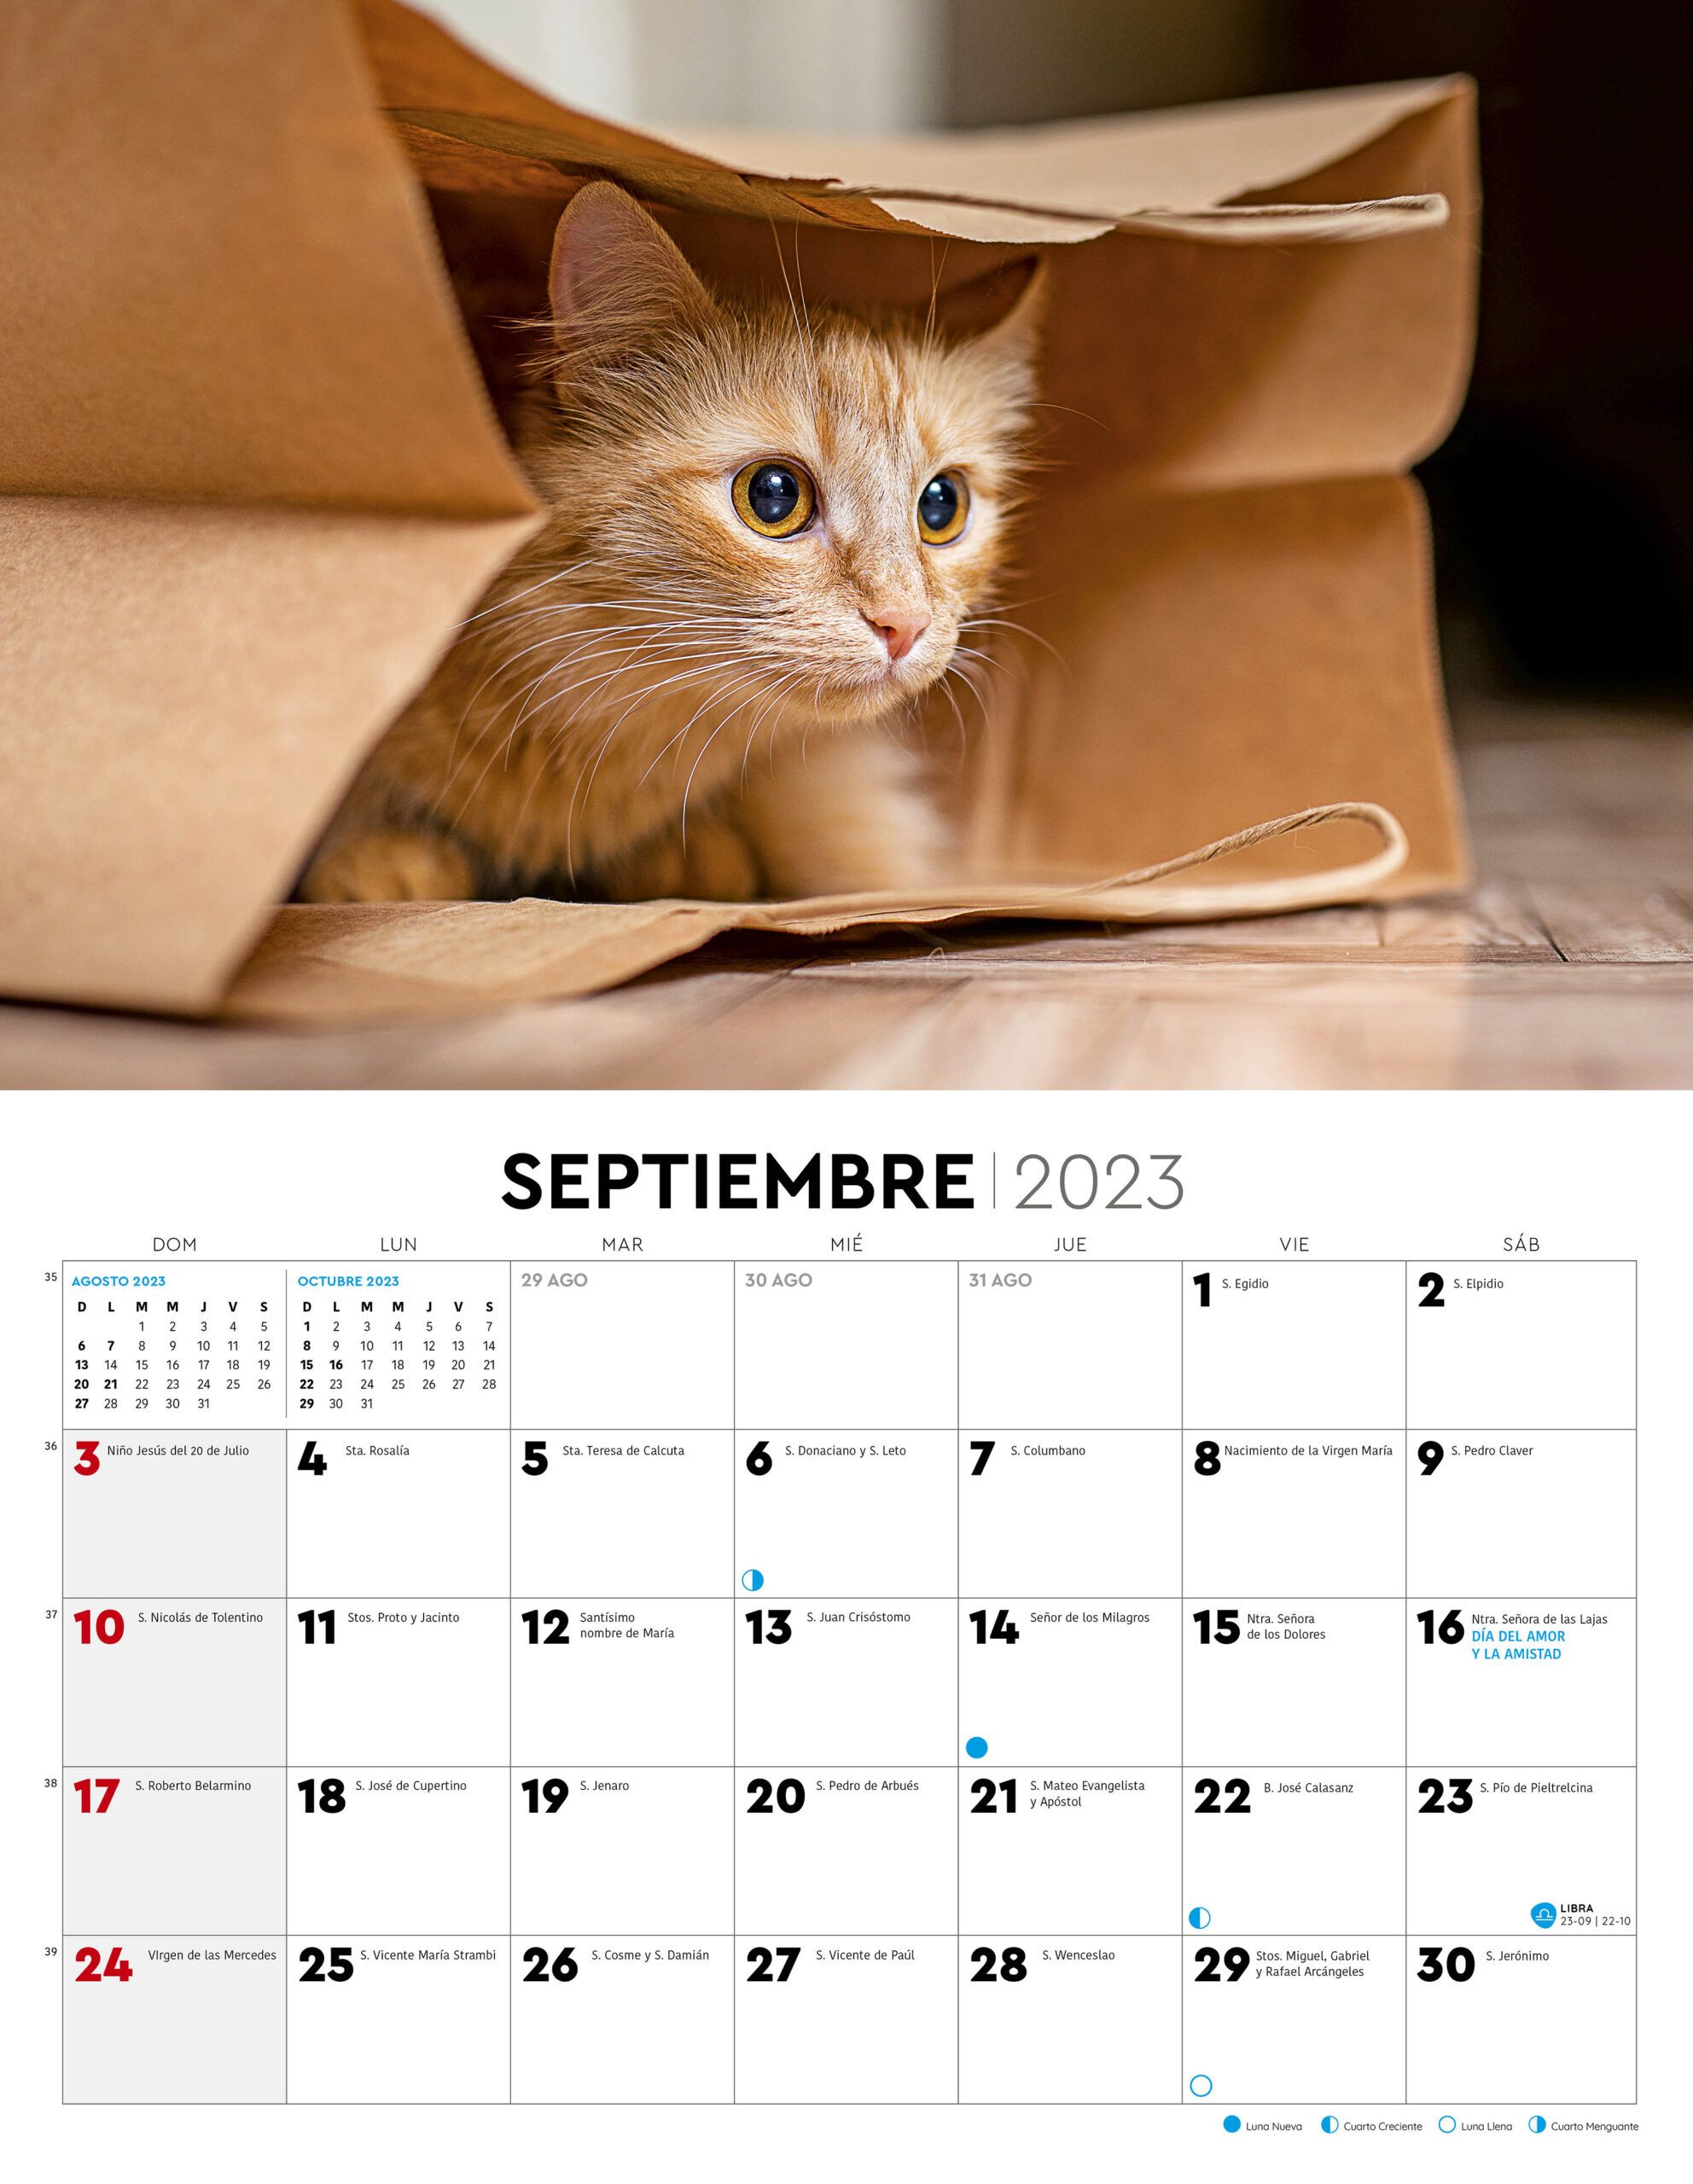 SEPTIEMBRE | 2023
DOM LUN MAR MIÉ JUE VIE SÁB
35
AGOSTO 2023
D L M M J V S
1 2 3 4 5
6 7 8 9 10 11 12
13 14 15 16 17 18 19
20 21 22 23 24 25 26
27 28 29 30 31
OCTUBRE 2023
D L M M J V S
1 2 3 4 5 6 7
8 9 10 11 12 13 14
15 16 17 18 19 20 21
22 23 24 25 26 27 28
29 30 31
29 AGO
30 AGO
31 AGO
1 S. Egidio
2 S. Elpidio
36
3 Niño Jesús del 20 de Julio
4 Sta. Rosalía
5 Sta. Teresa de Calcuta
6 S. Donaciano y S. Leto
7 S. Columbano
8 Nacimiento de la Virgen María
9 S. Pedro Claver
37
10 S. Nicolás de Tolentino
11 Stos. Proto y Jacinto
12 Santísimo
nombre de María
13 S. Juan Crisóstomo
14 Señor de los Milagros
15 Ntra. Señora
de los Dolores
16 Ntra. Señora de las Lajas
DÍA DEL AMOR
Y LA AMISTAD
38
17 S. Roberto Belarmino
18 S. José de Cupertino
19 S. Jenaro
20 S. Pedro de Arbués
21 S. Mateo Evangelista
y Apóstol
22 B. José Calasanz
23 S. Pío de Pieltrelcina
LIBRA
23-09 | 22-10
39
24 VIrgen de las Mercedes
25 S. Vicente María Strambi
26 S. Cosme y S. Damián
27 S. Vicente de Paúl
28 S. Wenceslao
29 Stos. Miguel, Gabriel
y Rafael Arcángeles
30 S. Jerónimo
Luna Nueva Cuarto Creciente Luna Llena Cuarto Menguante